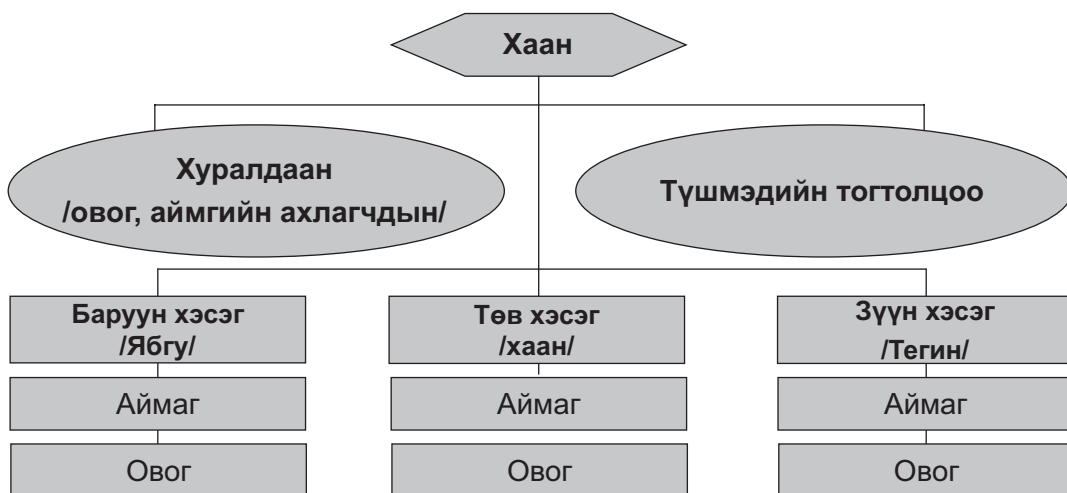 Хаан
Хуралдаан
/овог, аймгийн ахлагчдын/
Түшмэдийн тогтолцоо
Баруун хэсэг
/Ябгу/
Төв хэсэг
/хаан/
Зүүн хэсэг
/Тегин/
Аймаг
Аймаг
Аймаг
Овог
Овог
Овог